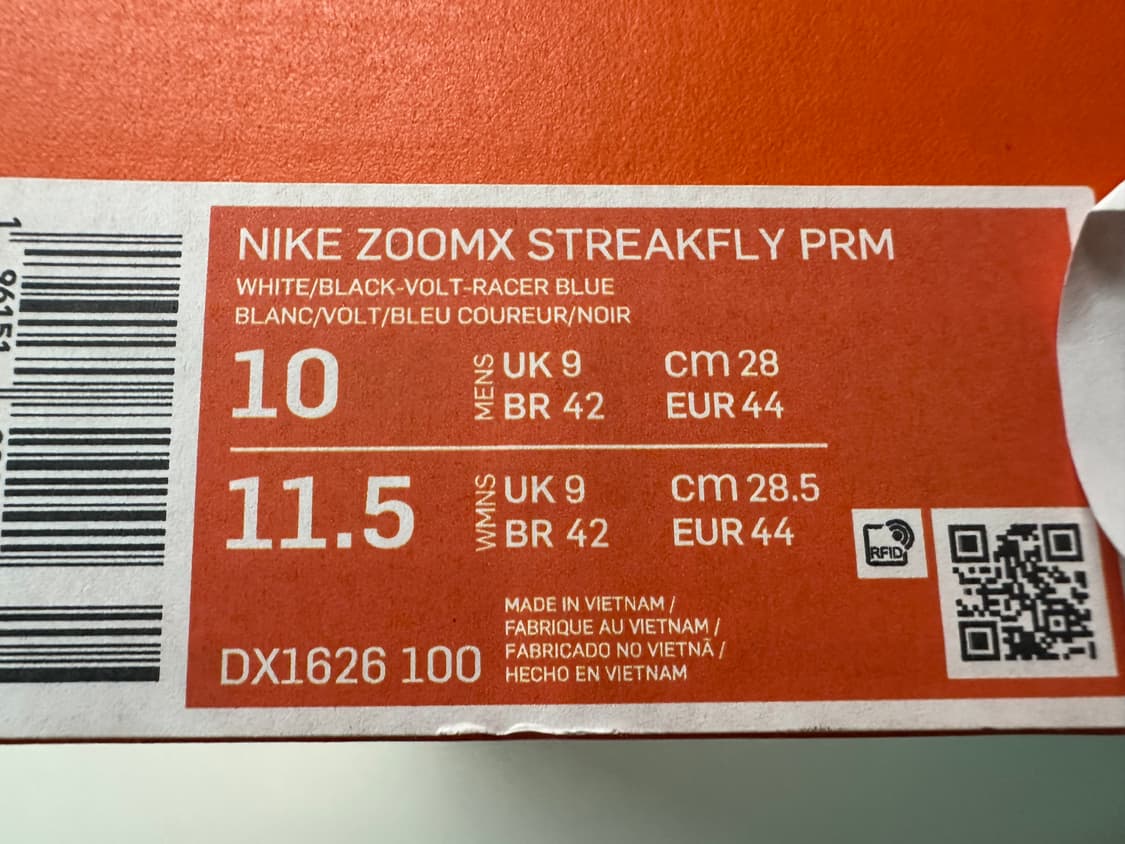 NIKE ZOOMX STREAKFLY PRM
WHITE/BLACK-VOLT-RACER BLUE
BLANC/VOLT/BLEU COUREUR/NOIR
10
MENS
UK 9
cm 28
BR 42
EUR 44
11.5
WMNS
UK 9
cm 28.5
BR 42
EUR 44
RFID
MADE IN VIETNAM /
FABRIQUE AU VIETNAM /
FABRICADO NO VIETNÃ /
HECHO EN VIETNAM
DX1626 100
1
96151